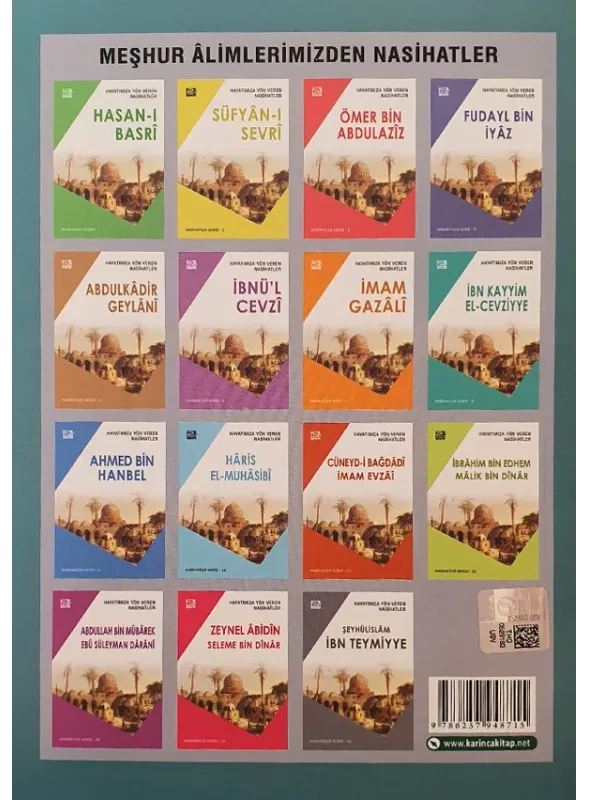 MEŞHUR ÂLİMLERİMİZDEN NASİHATLER
HAYATIMIZA YÖN VEREN
NASİHATLER
HASAN-I
BASRÎ
HAYATIMIZA YÖN VEREN
NASİHATLER
SÜFYÂN-I
SEVRÎ
HAYATIMIZA YÖN VEREN
NASİHATLER
ÖMER BİN
ABDULAZÎZ
HAYATIMIZA YÖN VEREN
NASİHATLER
FUDAYL BİN
İYÂZ
HAYATIMIZA YÖN VEREN
NASİHATLER
ABDULKÂDİR
GEYLÂNÎ
HAYATIMIZA YÖN VEREN
NASİHATLER
İBNÜ'L
CEVZÎ
HAYATIMIZA YÖN VEREN
NASİHATLER
İMAM
GAZÂLÎ
HAYATIMIZA YÖN VEREN
NASİHATLER
İBN KAYYİM
EL-CEVZİYYE
HAYATIMIZA YÖN VEREN
NASİHATLER
AHMED BİN
HANBEL
HAYATIMIZA YÖN VEREN
NASİHATLER
HÂRİS
EL-MUHÂSİBÎ
HAYATIMIZA YÖN VEREN
NASİHATLER
CÜNEYD-İ BAĞDÂDÎ
İMAM EVZÂÎ
HAYATIMIZA YÖN VEREN
NASİHATLER
İBRÂHİM BİN EDHEM
MÂLİK BİN DÎNÂR
HAYATIMIZA YÖN VEREN
NASİHATLER
ABDULLAH BİN MÜBÂREK
EBÛ SÜLEYMAN DÂRÂNÎ
HAYATIMIZA YÖN VEREN
NASİHATLER
ZEYNEL ÂBİDÎN
SELEME BİN DÎNÂR
HAYATIMIZA YÖN VEREN
NASİHATLER
ŞEYHÜLİSLÂM
İBN TEYMİYYE
9 786257 948715
www.karincakitap.net